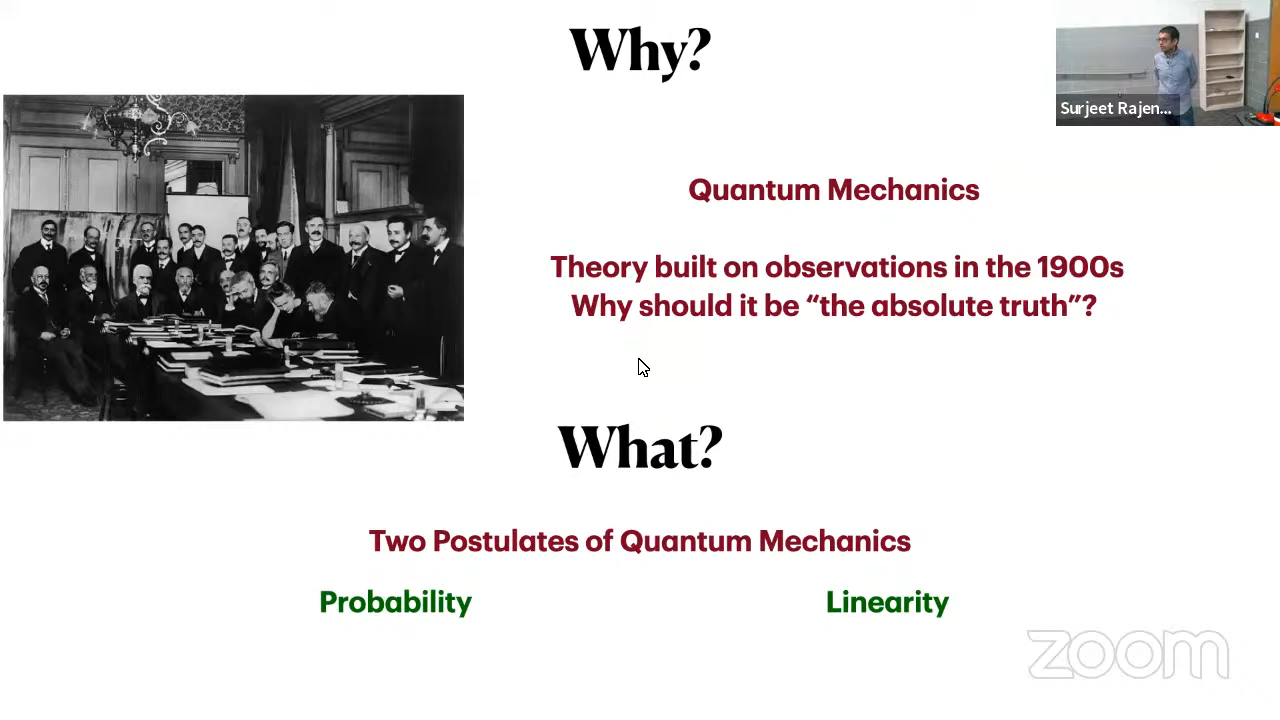 Why?
Surjeet Rajen...
Quantum Mechanics
Theory built on observations in the 1900s
Why should it be “the absolute truth”?
What?
Two Postulates of Quantum Mechanics
Probability
Linearity
zoom